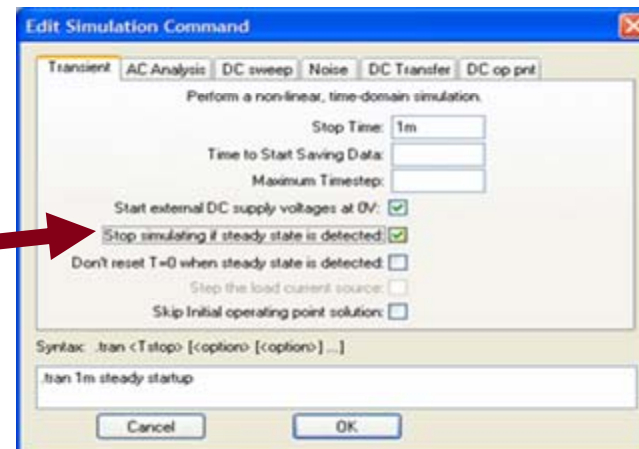 Edit Simulation Command
Transient AC Analysis DC sweep Noise DC Transfer DC op pnt
Perform a non-linear, time-domain simulation.
Stop Time: 1m
Time to Start Saving Data:
Maximum Timestep:
Start external DC supply voltages at 0V:
Stop simulating if steady state is detected:
Don't reset T=0 when steady state is detected:
Step the load current source:
Skip Initial operating point solution:
Syntax: .tran <Tstop> [<option> [<option>] ...]
.tran 1m steady startup
Cancel OK